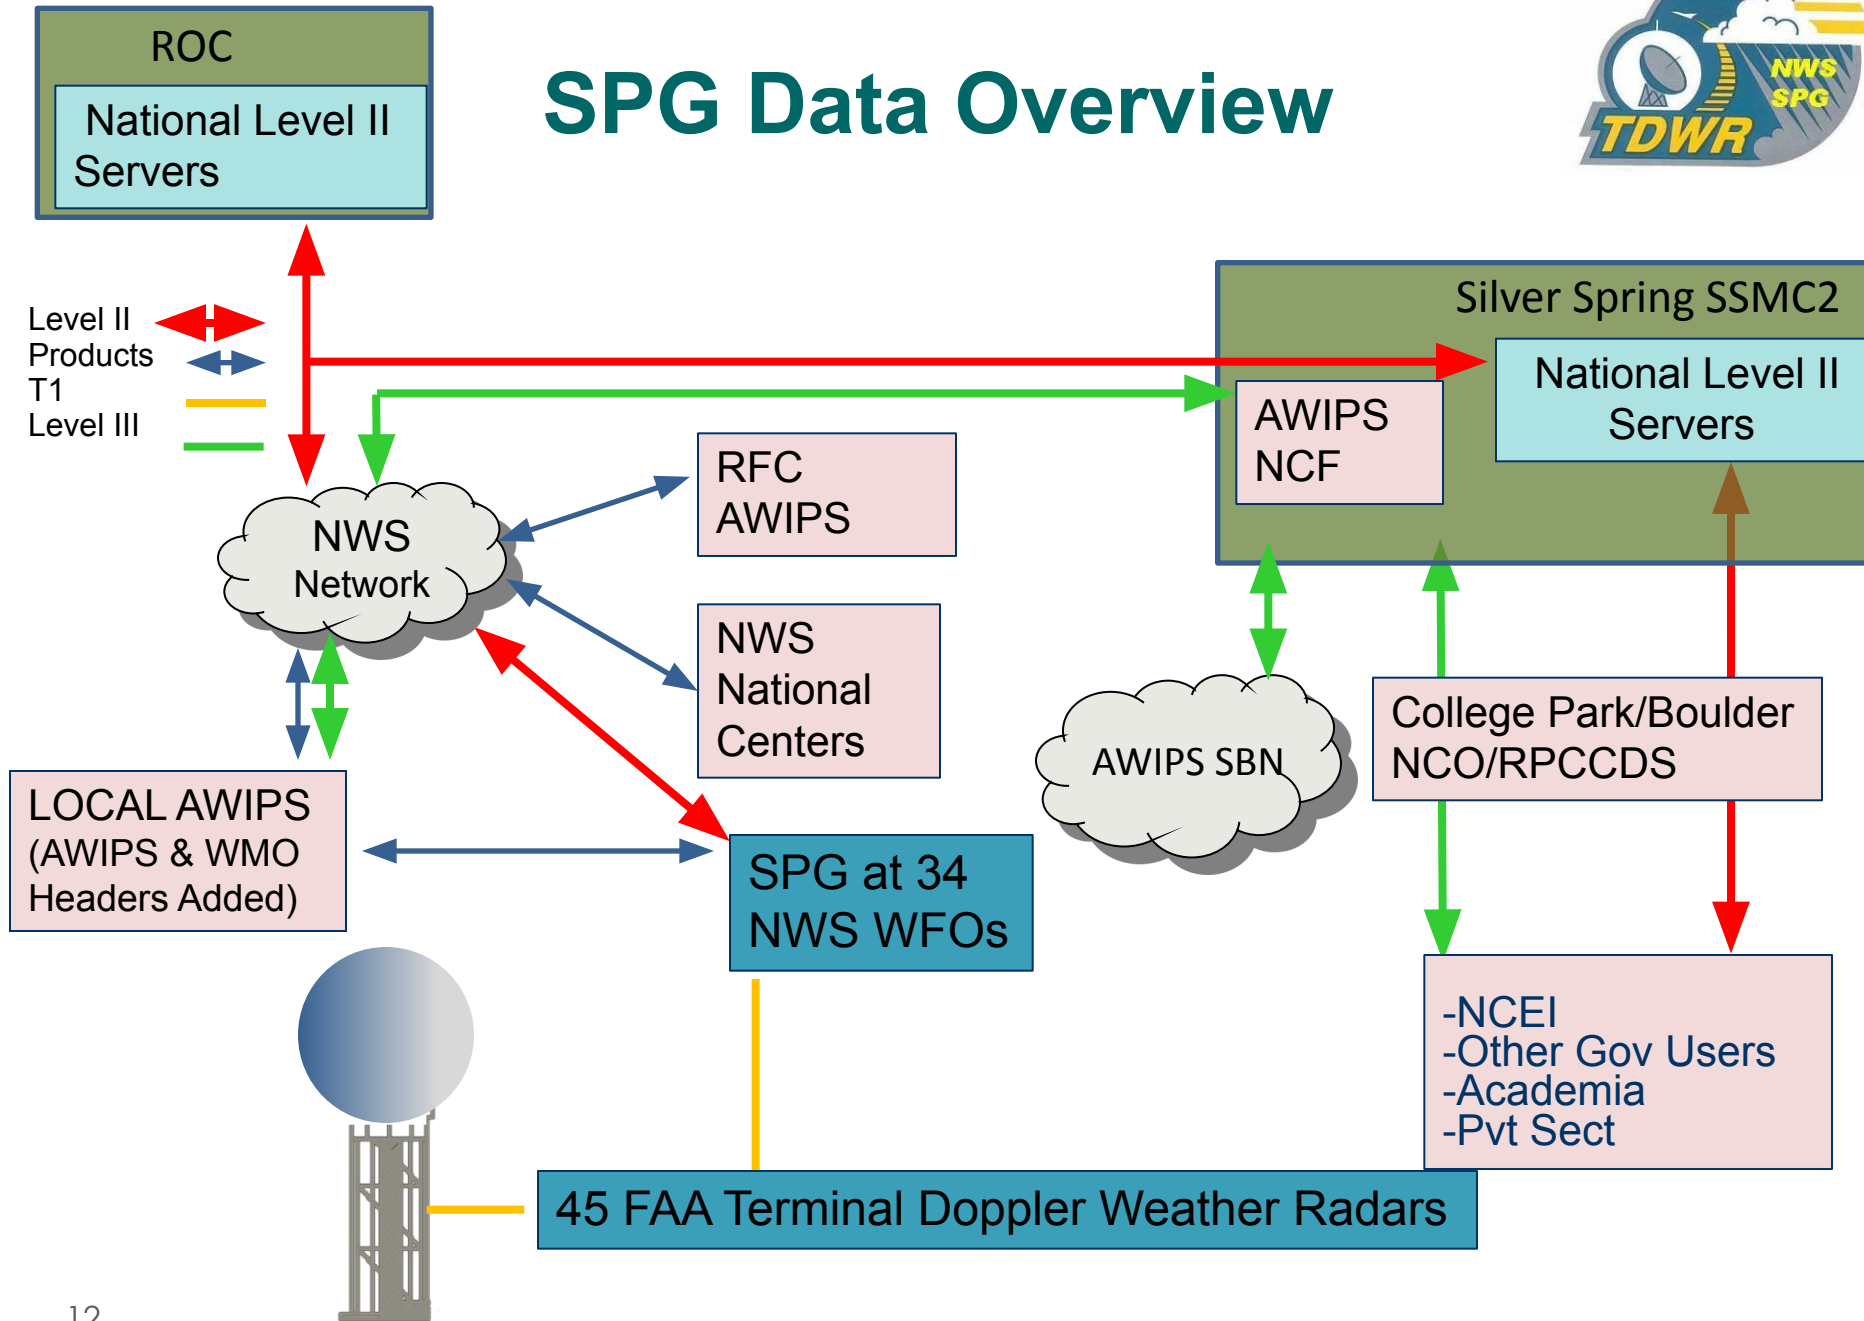 ROC
National Level II
Servers
SPG Data Overview
NWS
SPG
TDWR
Level II
Products
T1
Level III
Silver Spring SSMC2
National Level II
Servers
AWIPS
NCF
RFC
AWIPS
NWS
Network
NWS
National
Centers
AWIPS SBN
College Park/Boulder
NCO/RPCCDS
LOCAL AWIPS
(AWIPS & WMO
Headers Added)
SPG at 34
NWS WFOs
-NCEI
-Other Gov Users
-Academia
-Pvt Sect
45 FAA Terminal Doppler Weather Radars
12